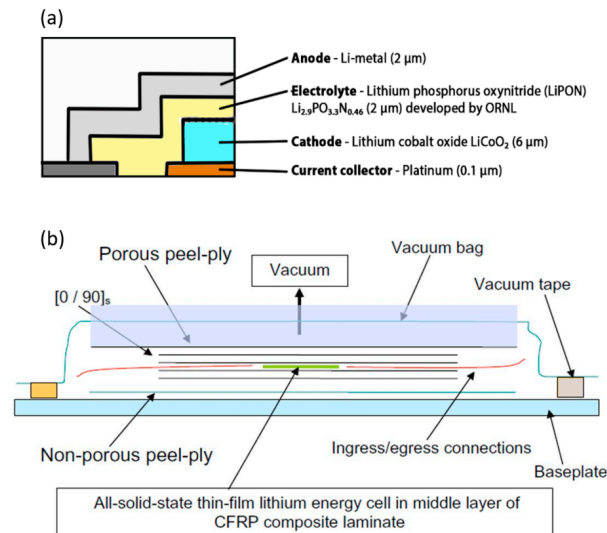 (a)
Anode - Li-metal (2 μm)
Electrolyte - Lithium phosphorus oxynitride (LiPON)
Li₂.₉PO₃.₃N₀.₄₆ (2 μm) developed by ORNL
Cathode - Lithium cobalt oxide LiCoO₂ (6 μm)
Current collector - Platinum (0.1 μm)
(b)
Porous peel-ply
Vacuum
Vacuum bag
Vacuum tape
[0 / 90]ₛ
Non-porous peel-ply
Ingress/egress connections
Baseplate
All-solid-state thin-film lithium energy cell in middle layer of
CFRP composite laminate